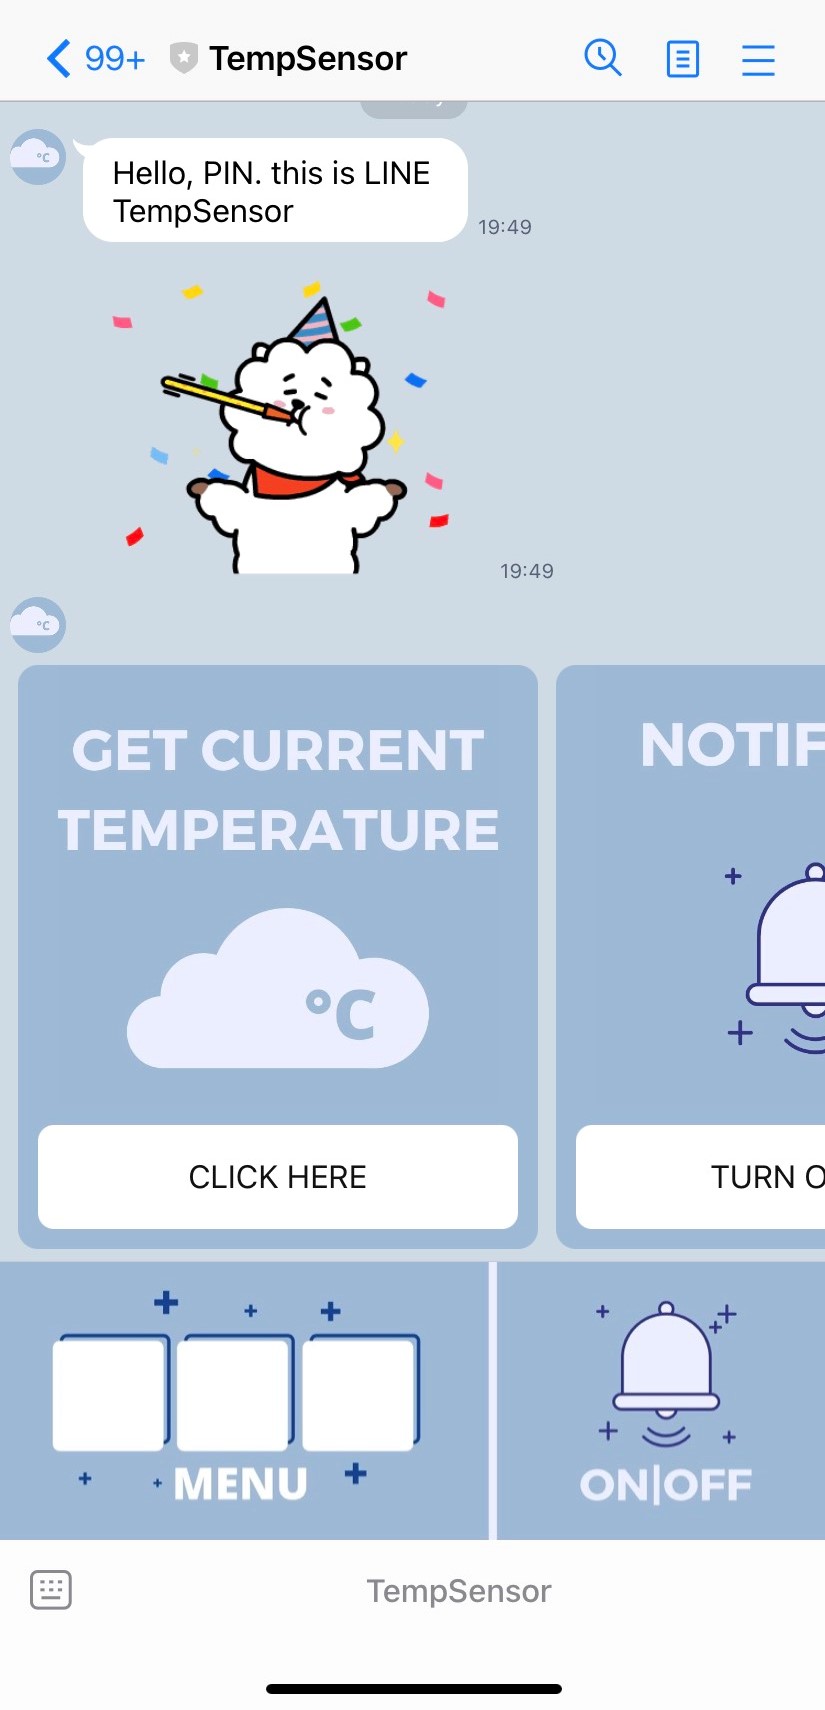 99+ TempSensor
Hello, PIN. this is LINE
TempSensor
19:49
19:49
°C
°C
GET CURRENT
TEMPERATURE
°C
CLICK HERE
NOTIF
TURN O
MENU
ON|OFF
TempSensor